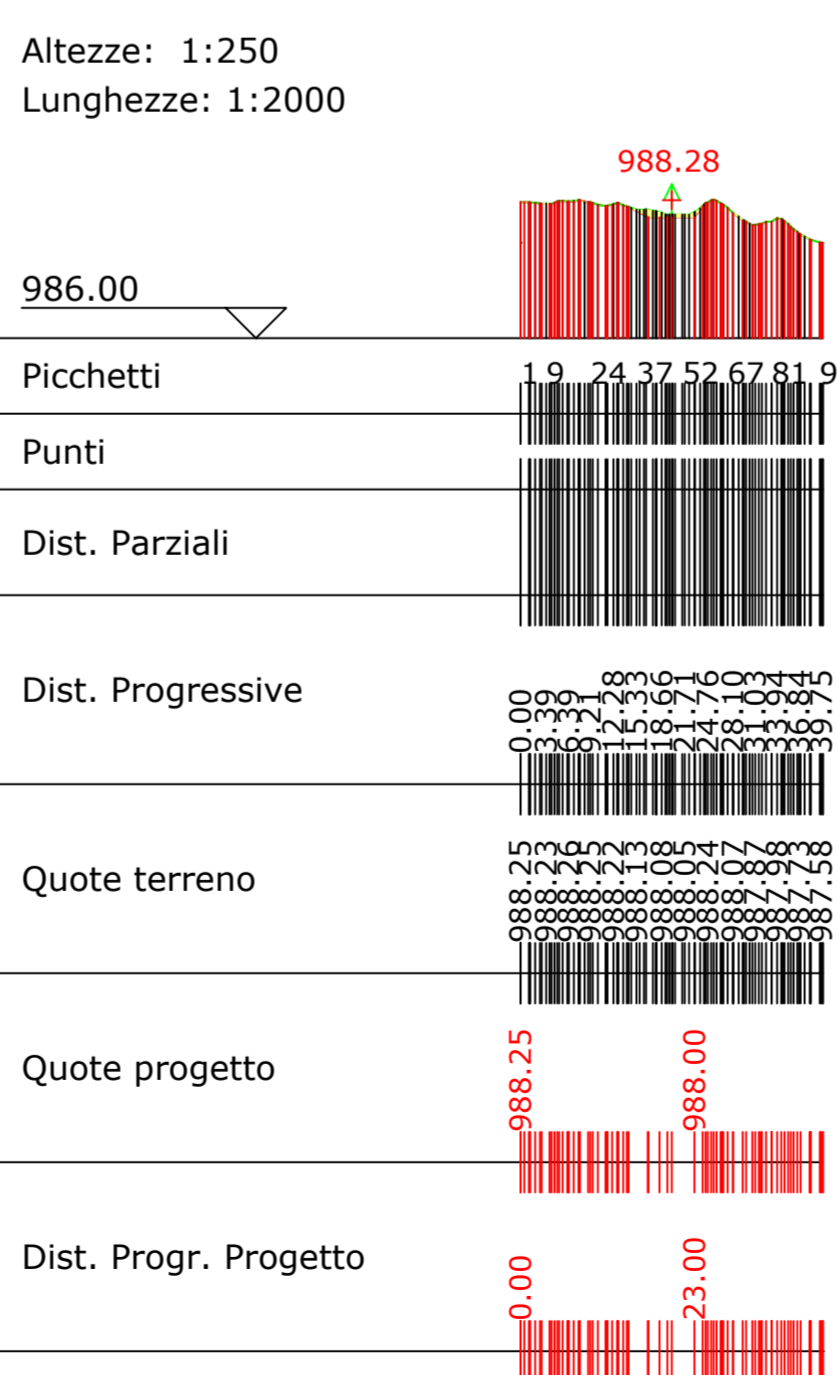 Altezze: 1:250
Lunghezze: 1:2000
988.28
986.00
Picchetti
1 9 24 37 52 67 81 9
Punti
Dist. Parziali
Dist. Progressive
0.00 3.39 6.39 9.21 12.28 15.33 18.66 21.71 24.76 28.10 31.03 33.94 36.84 39.75
Quote terreno
988.25 988.23 988.26 988.25 988.22 988.13 988.08 988.05 988.24 988.07 987.87 987.98 987.73 987.58
Quote progetto
988.25 988.00
Dist. Progr. Progetto
0.00 23.00